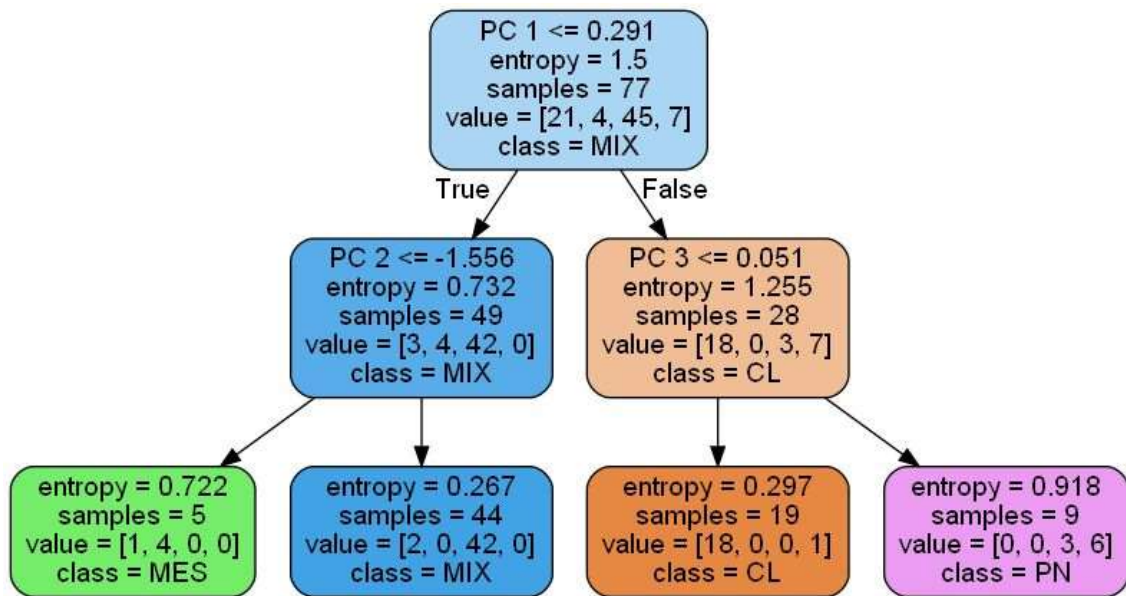 PC 1 <= 0.291
entropy = 1.5
samples = 77
value = [21, 4, 45, 7]
class = MIX
True
False
PC 2 <= -1.556
entropy = 0.732
samples = 49
value = [3, 4, 42, 0]
class = MIX
PC 3 <= 0.051
entropy = 1.255
samples = 28
value = [18, 0, 3, 7]
class = CL
entropy = 0.722
samples = 5
value = [1, 4, 0, 0]
class = MES
entropy = 0.267
samples = 44
value = [2, 0, 42, 0]
class = MIX
entropy = 0.297
samples = 19
value = [18, 0, 0, 1]
class = CL
entropy = 0.918
samples = 9
value = [0, 0, 3, 6]
class = PN